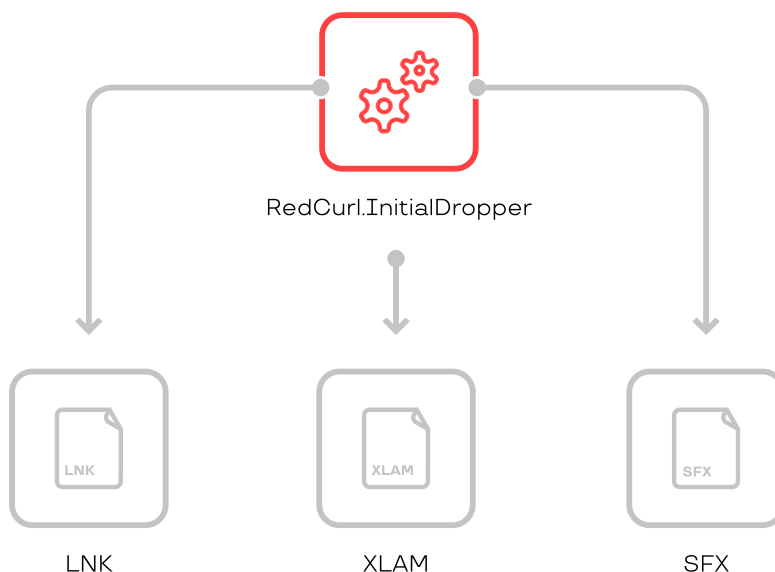 RedCurl.InitialDropper
LNK
XLAM
SFX
LNK
XLAM
SFX